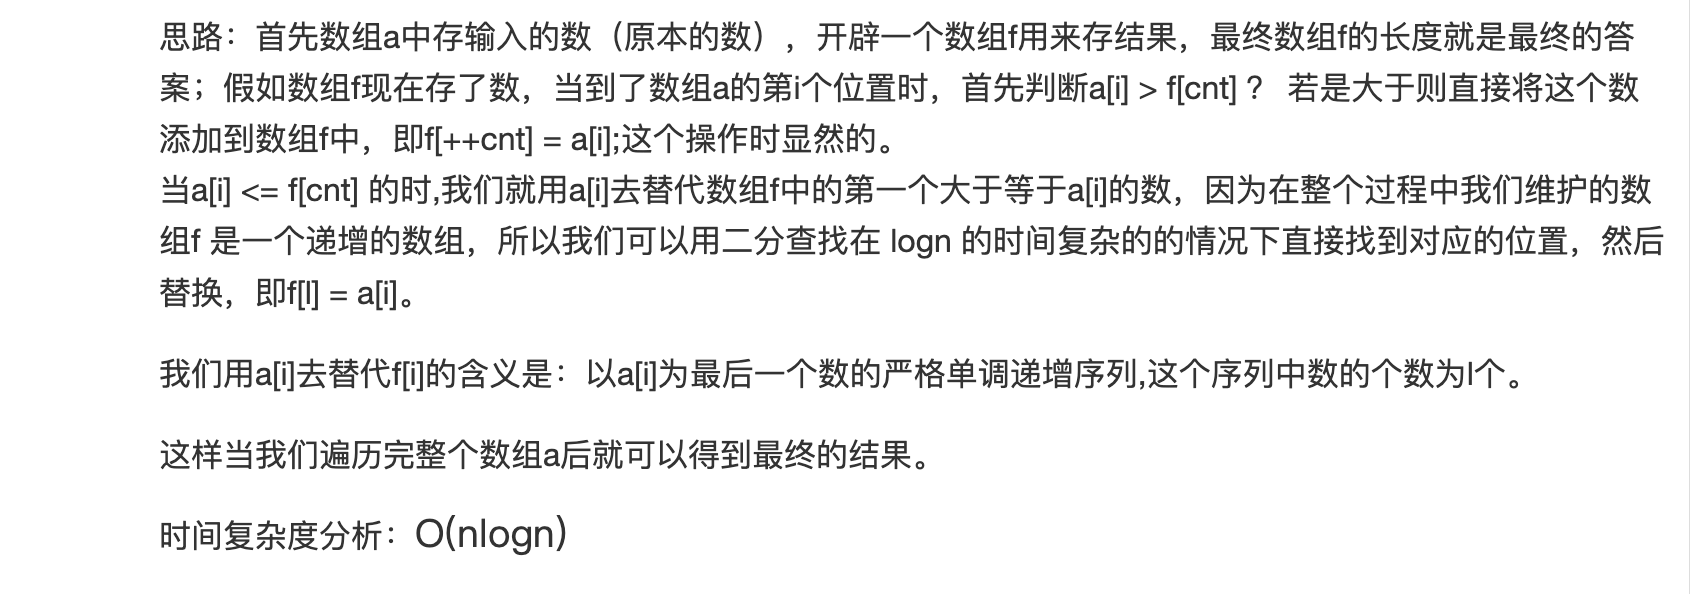 思路：首先数组a中存输入的数（原本的数），开辟一个数组f用来存结果，最终数组f的长度就是最终的答
案；假如数组f现在存了数，当到了数组a的第i个位置时，首先判断a[i] > f[cnt] ？ 若是大于则直接将这个数
添加到数组f中，即f[++cnt] = a[i];这个操作时显然的。
当a[i] <= f[cnt] 的时,我们就用a[i]去替代数组f中的第一个大于等于a[i]的数，因为在整个过程中我们维护的数
组f 是一个递增的数组，所以我们可以用二分查找在 logn 的时间复杂的的情况下直接找到对应的位置，然后
替换，即f[l] = a[i]。
我们用a[i]去替代f[i]的含义是：以a[i]为最后一个数的严格单调递增序列,这个序列中数的个数为l个。
这样当我们遍历完整个数组a后就可以得到最终的结果。
时间复杂度分析：O(nlogn)